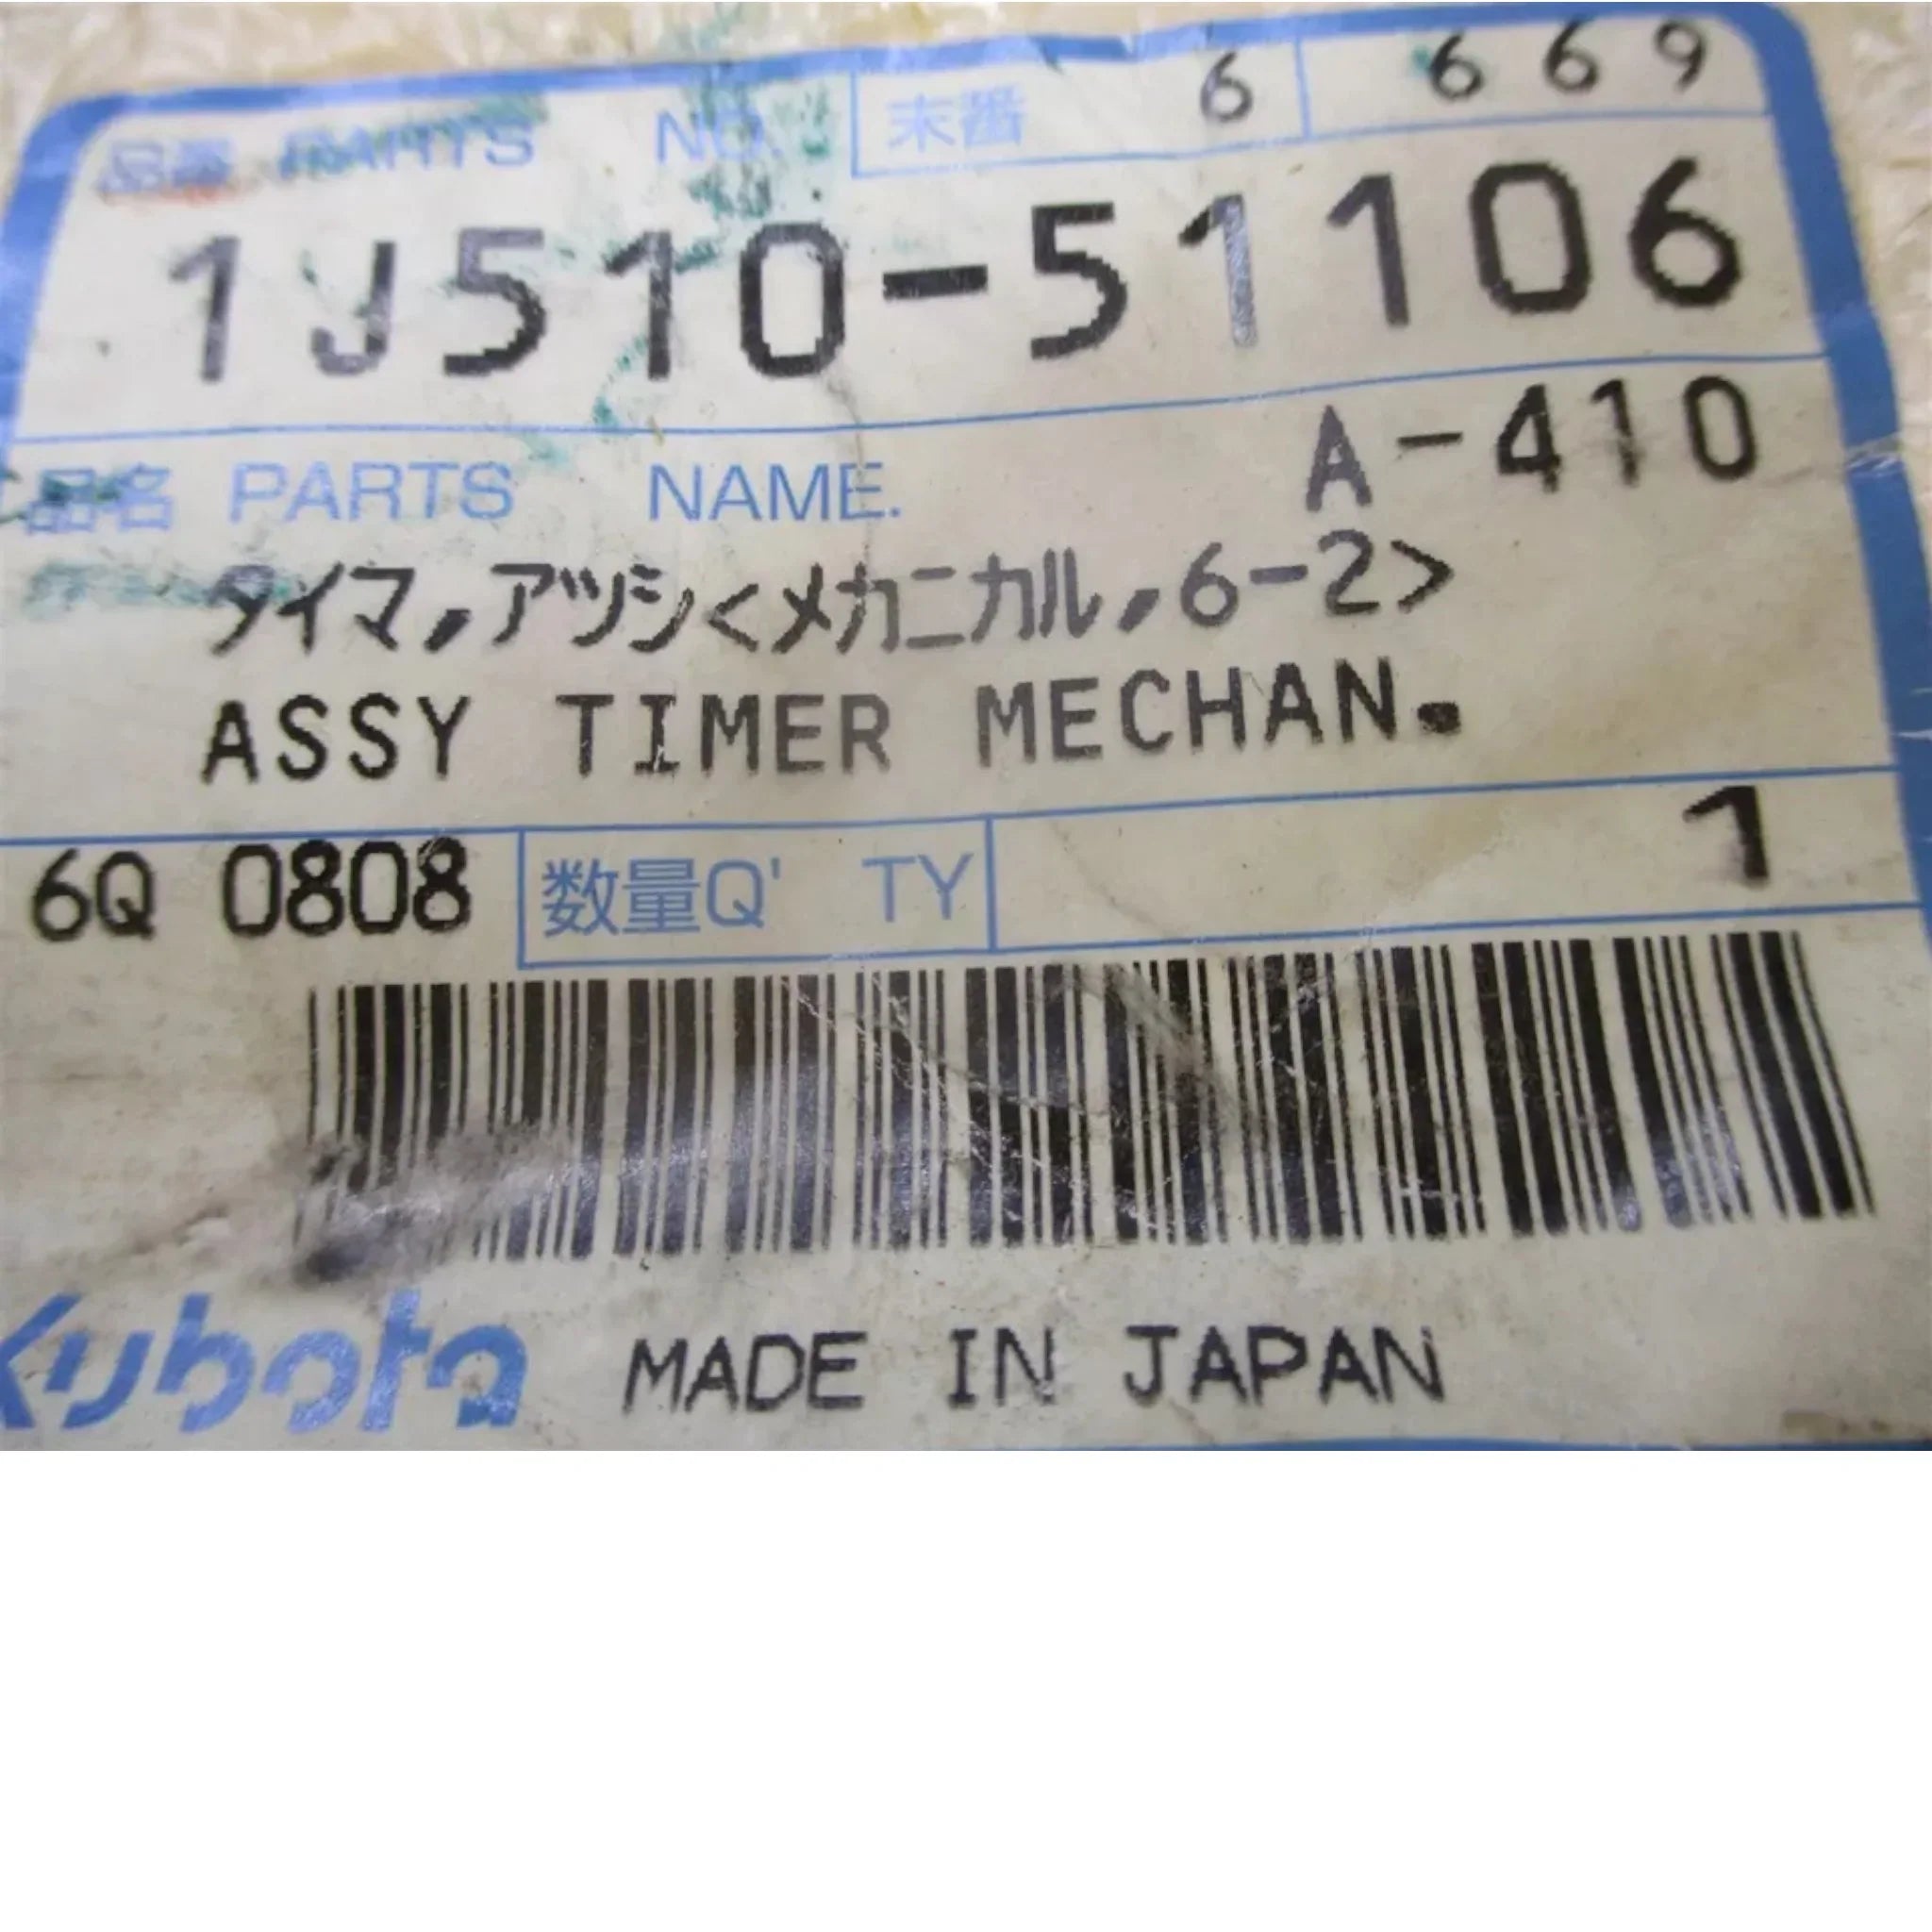 品番 PARTS NO. 末番 6 669
1J510-51106
品名 PARTS NAME. A-410
タイマ,アツシ<メカニカル,6-2>
ASSY TIMER MECHAN.
6Q 0808 数量Q'TY 1
Kubota MADE IN JAPAN